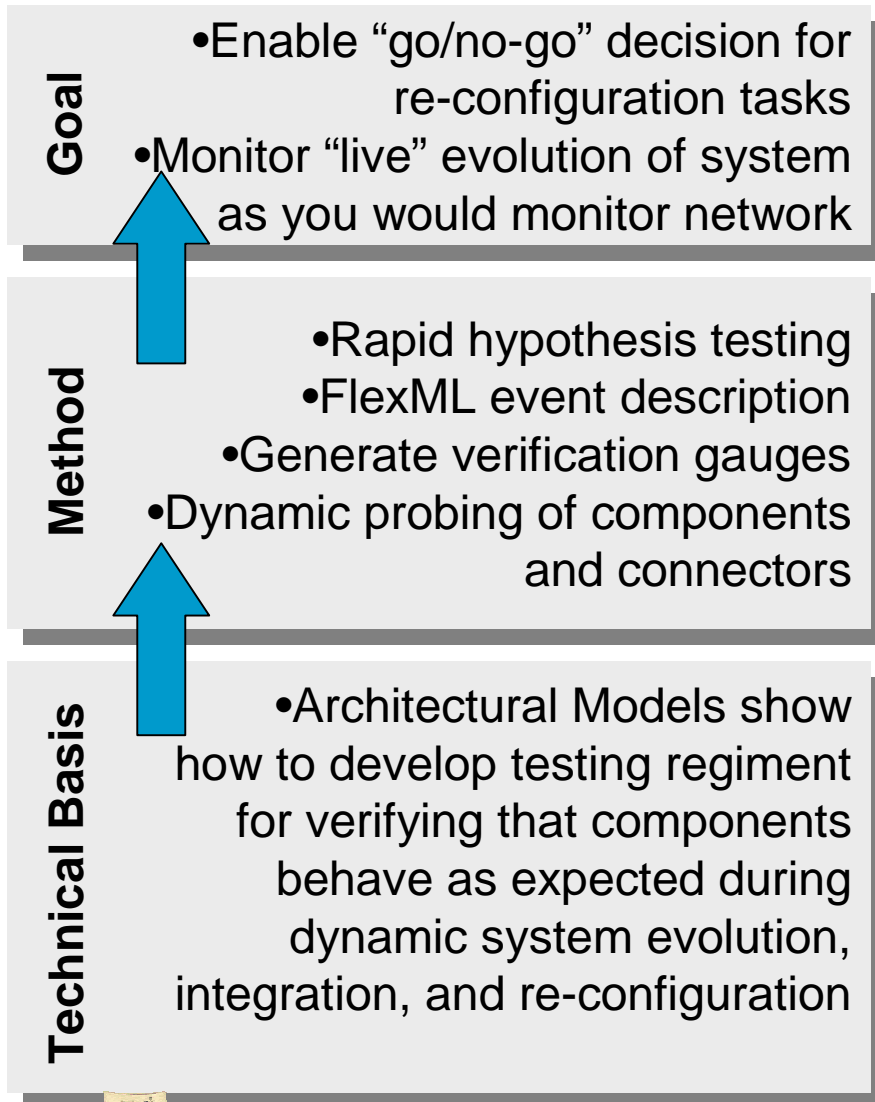 Goal
•Enable “go/no-go” decision for
re-configuration tasks
•Monitor “live” evolution of system
as you would monitor network
Method
•Rapid hypothesis testing
•FlexML event description
•Generate verification gauges
•Dynamic probing of components
and connectors
Technical Basis
•Architectural Models show
how to develop testing regiment
for verifying that components
behave as expected during
dynamic system evolution,
integration, and re-configuration